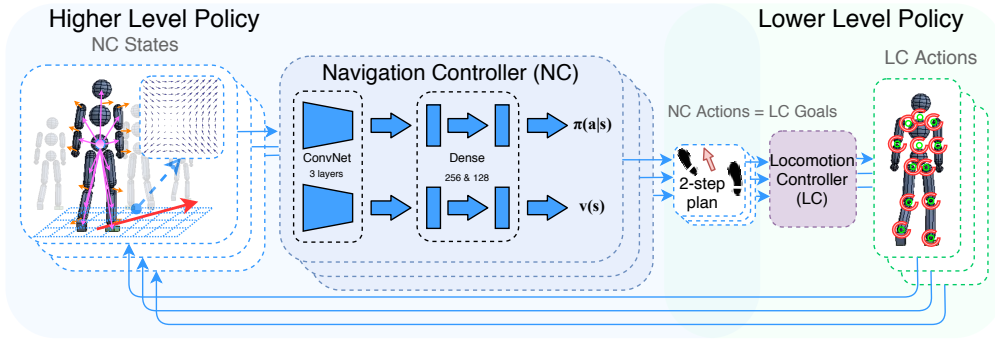 Higher Level Policy
Lower Level Policy
NC States
Navigation Controller (NC)
LC Actions
ConvNet
3 layers
Dense
256 & 128
π(a|s)
v(s)
NC Actions = LC Goals
2-step
plan
Locomotion
Controller
(LC)